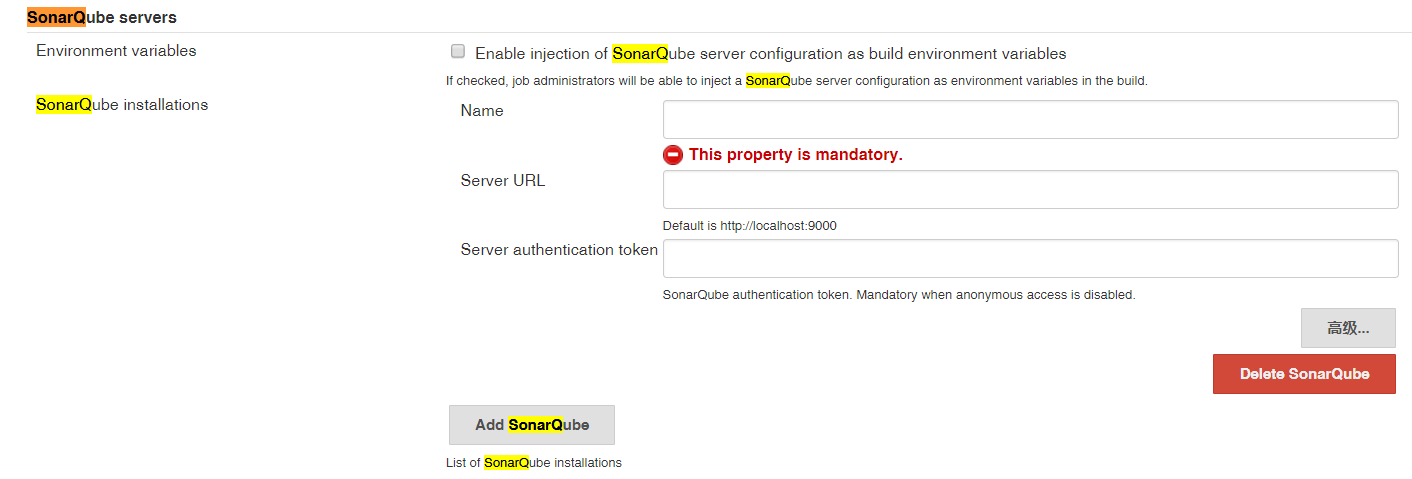 SonarQube servers
Environment variables
Enable injection of SonarQube server configuration as build environment variables
If checked, job administrators will be able to inject a SonarQube server configuration as environment variables in the build.
SonarQube installations
Name
This property is mandatory.
Server URL
Default is http://localhost:9000
Server authentication token
SonarQube authentication token. Mandatory when anonymous access is disabled.
高级...
Delete SonarQube
Add SonarQube
List of SonarQube installations